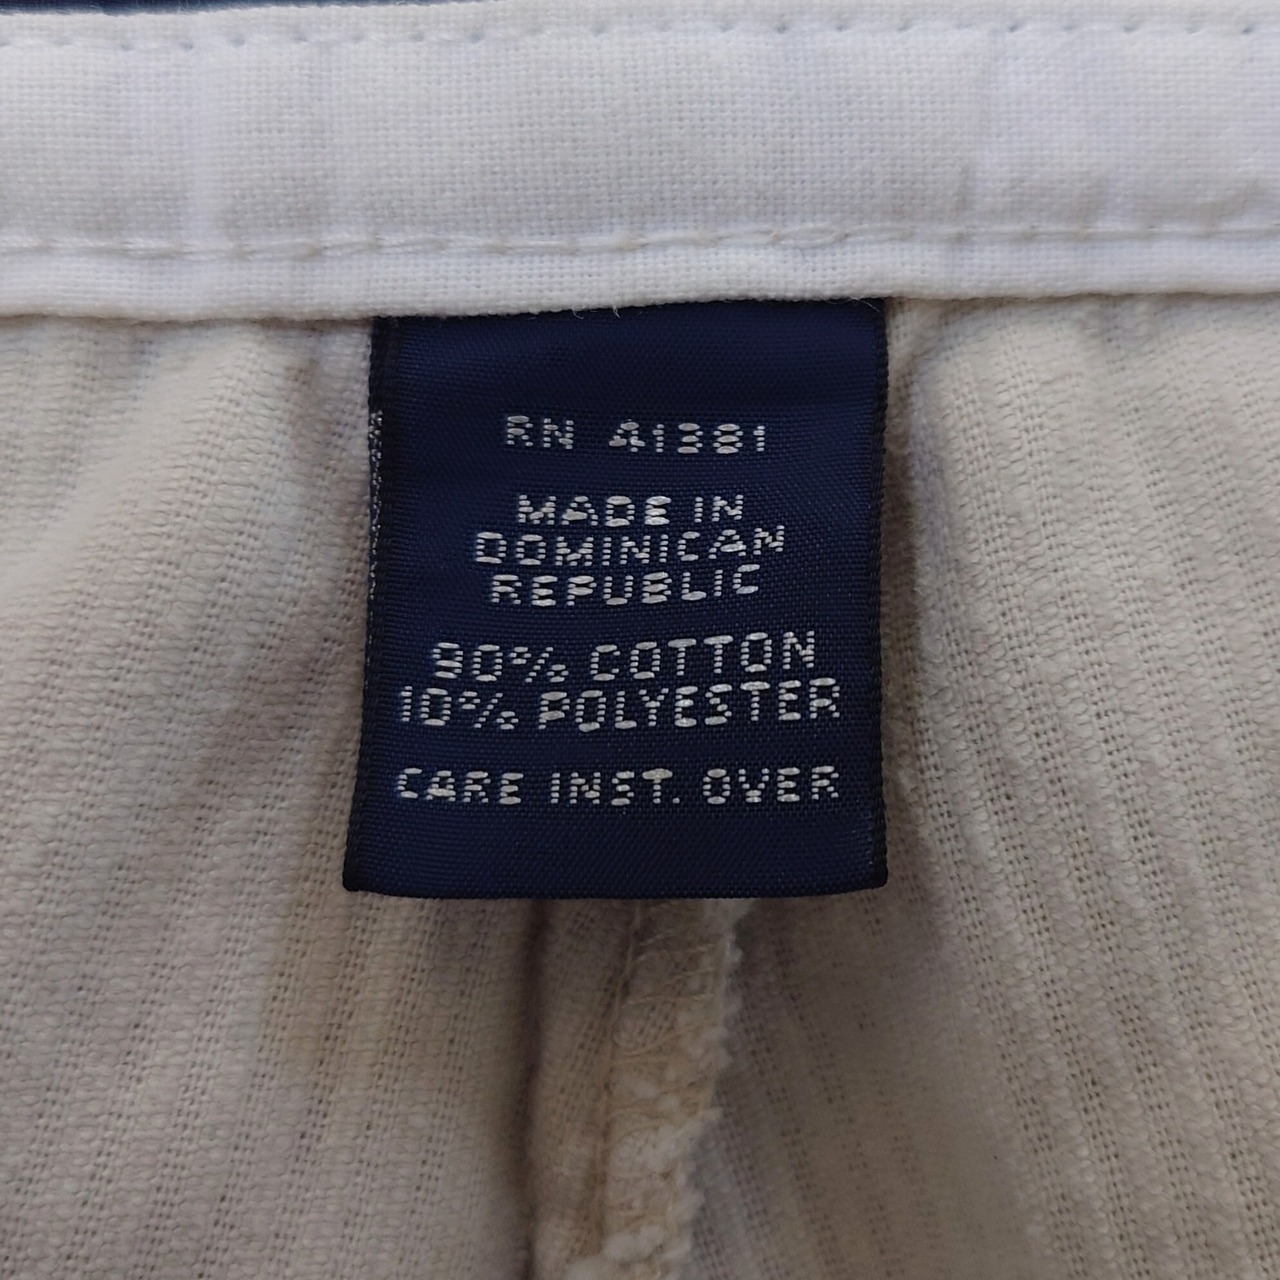 RN 41381
MADE IN
DOMINICAN
REPUBLIC
90% COTTON
10% POLYESTER
CARE INST. OVER